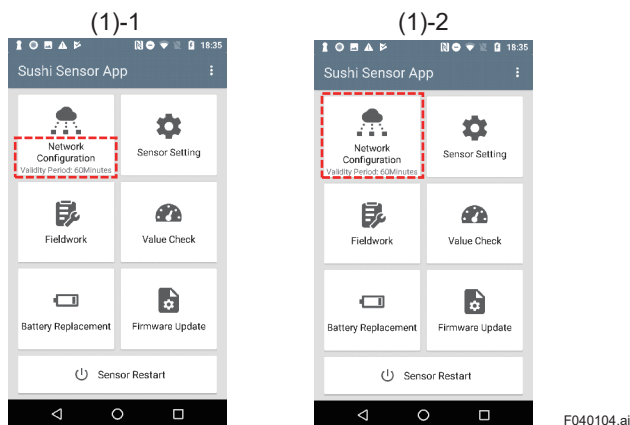 (1)-1
18:35
Sushi Sensor App
Network
Configuration
Validity Period: 60Minutes
Sensor Setting
Fieldwork
Value Check
Battery Replacement
Firmware Update
Sensor Restart
(1)-2
18:35
Sushi Sensor App
Network
Configuration
Validity Period: 60Minutes
Sensor Setting
Fieldwork
Value Check
Battery Replacement
Firmware Update
Sensor Restart
F040104.ai